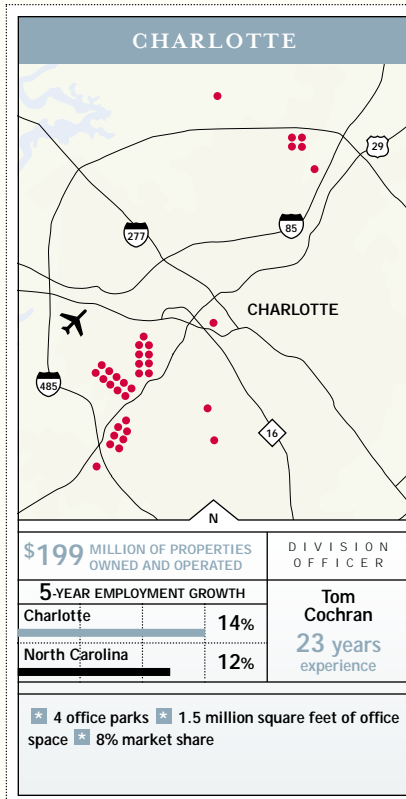 CHARLOTTE
29
85
277
CHARLOTTE
485
16
N
$199 MILLION OF PROPERTIES
OWNED AND OPERATED
DIVISION
OFFICER
5-YEAR EMPLOYMENT GROWTH
Charlotte 14%
North Carolina 12%
Tom
Cochran
23 years
experience
* 4 office parks * 1.5 million square feet of office
space * 8% market share